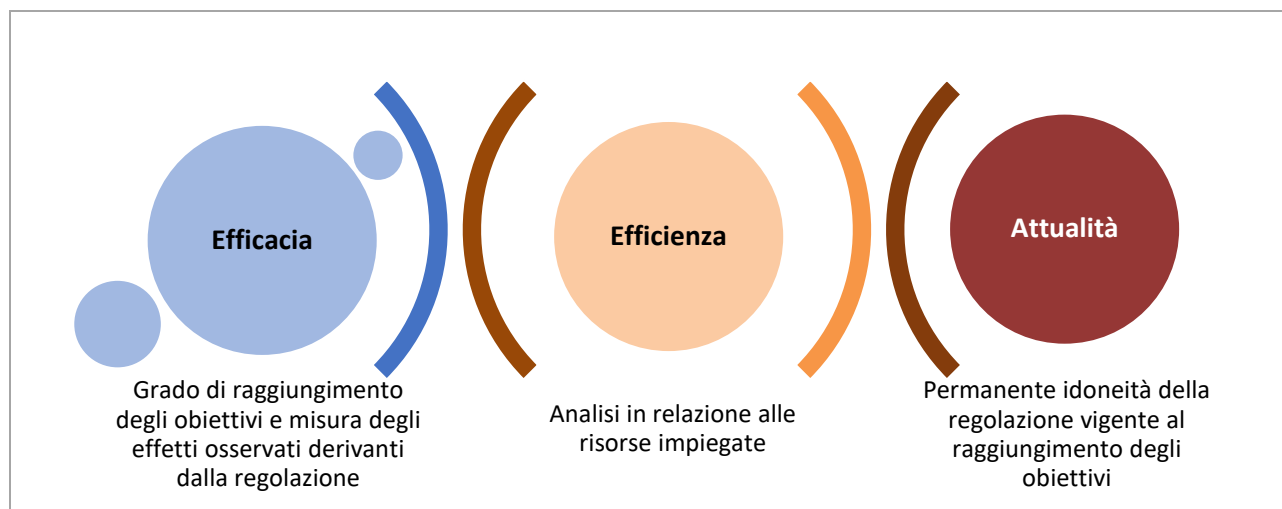 Efficacia
Grado di raggiungimento
degli obiettivi e misura degli
effetti osservati derivanti
dalla regolazione
Efficienza
Analisi in relazione alle
risorse impiegate
Attualità
Permanente idoneità della
regolazione vigente al
raggiungimento degli
obiettivi